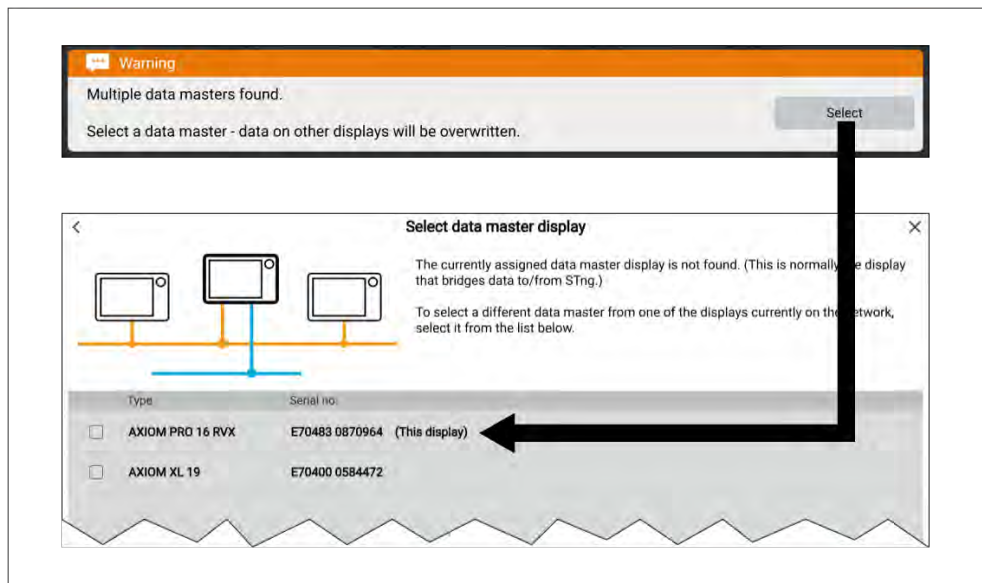 Warning
Multiple data masters found.
Select a data master - data on other displays will be overwritten.
Select
Select data master display
The currently assigned data master display is not found. (This is normally display
that bridges data to/from STng.)
To select a different data master from one of the displays currently on the
select it from the list below.
Type
Serial no.
AXIOM PRO 16 RVX E70483 0870964 (This display)
AXIOM XL 19 E70400 0584472